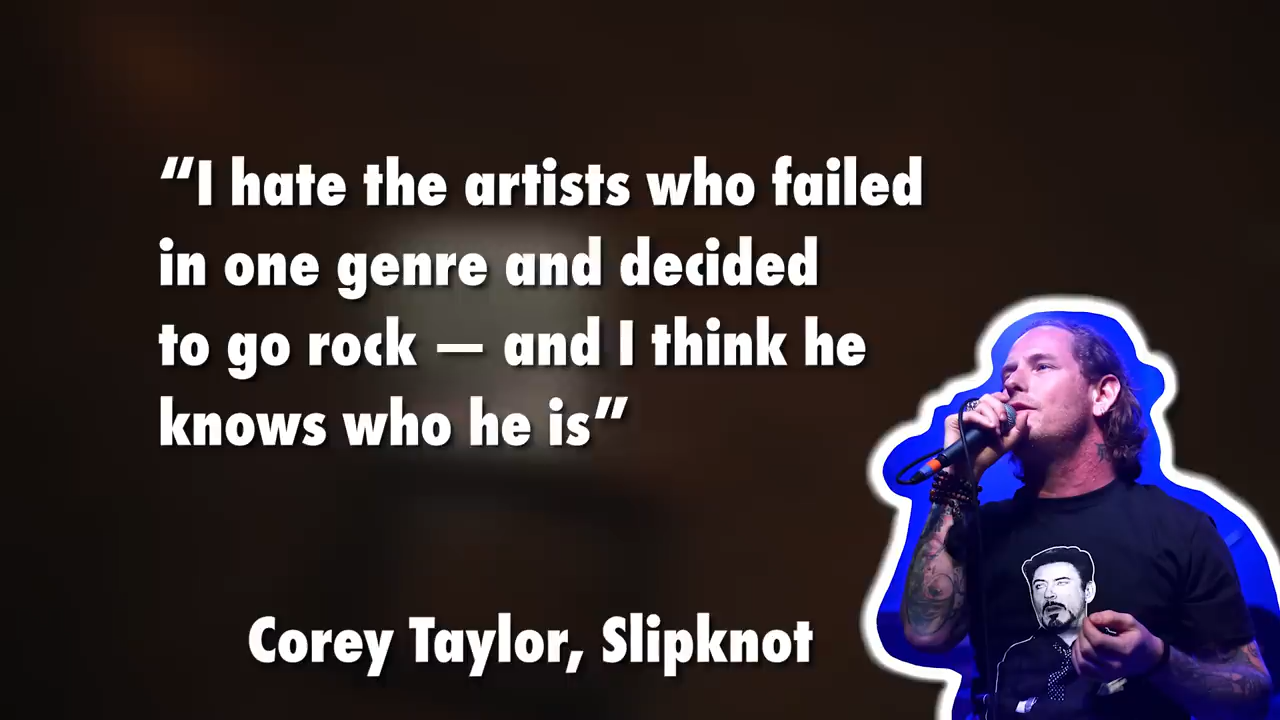 “I hate the artists who failed
in one genre and decided
to go rock — and I think he
knows who he is”
Corey Taylor, Slipknot